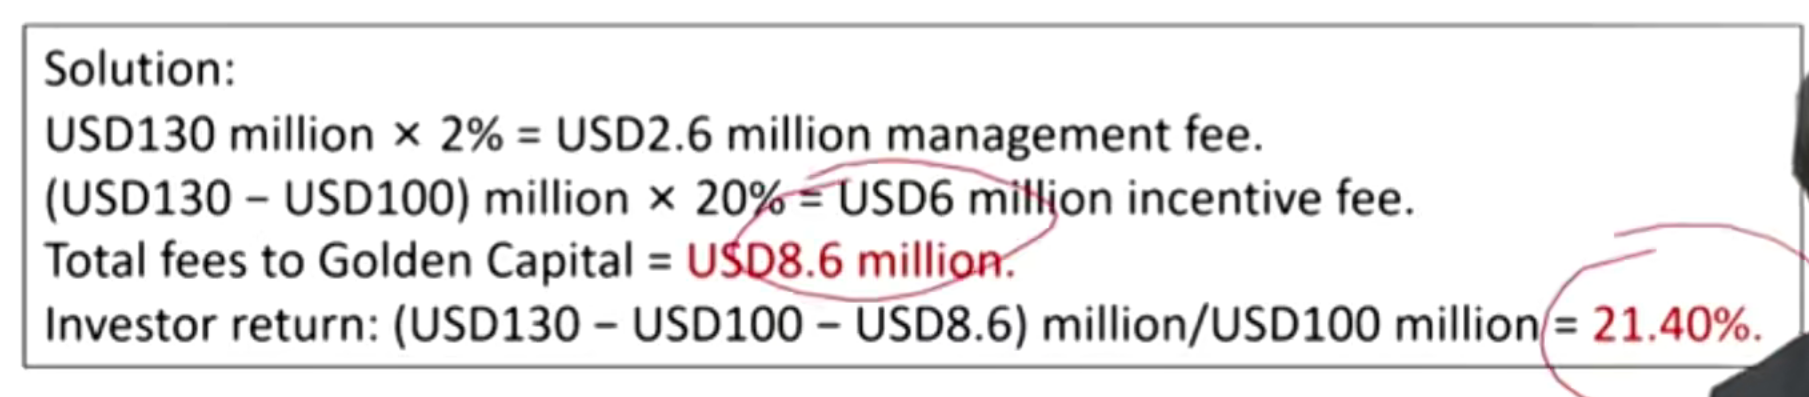 Solution:
USD130 million × 2% = USD2.6 million management fee.
(USD130 – USD100) million × 20% = USD6 million incentive fee.
Total fees to Golden Capital = USD8.6 million.
Investor return: (USD130 – USD100 – USD8.6) million/USD100 million = 21.40%.